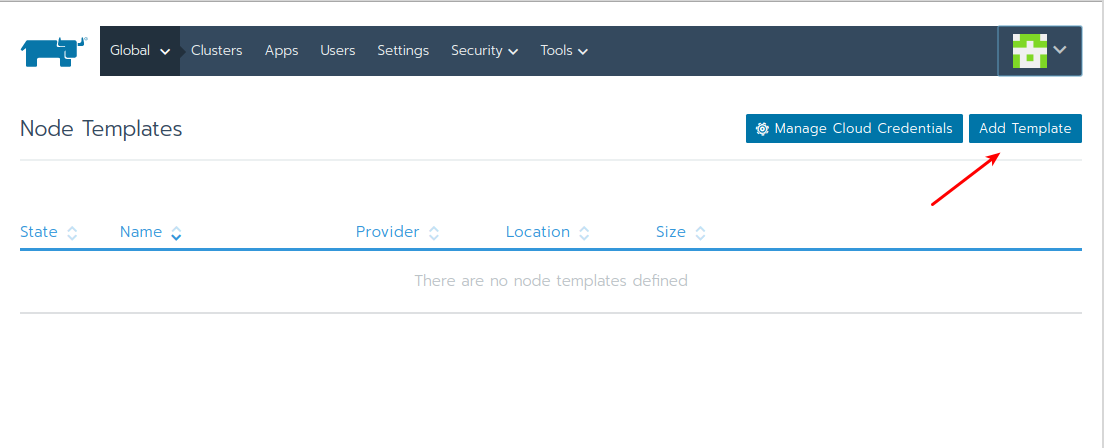 Global Clusters Apps Users Settings Security Tools
Node Templates
Manage Cloud Credentials Add Template
State Name Provider Location Size
There are no node templates defined